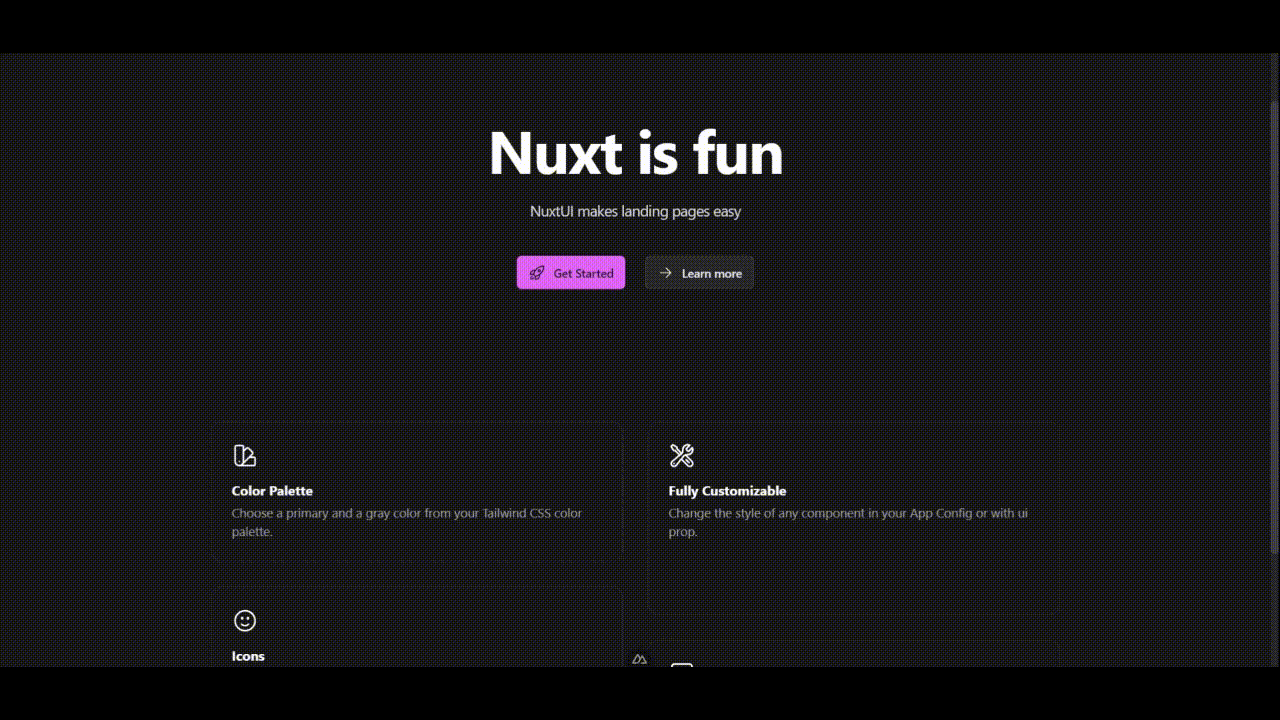 Nuxt is fun
NuxtUI makes landing pages easy
Get Started
Learn more
Color Palette
Choose a primary and a gray color from your Tailwind CSS color
palette.
Fully Customizable
Change the style of any component in your App Config or with ui
prop.
Icons